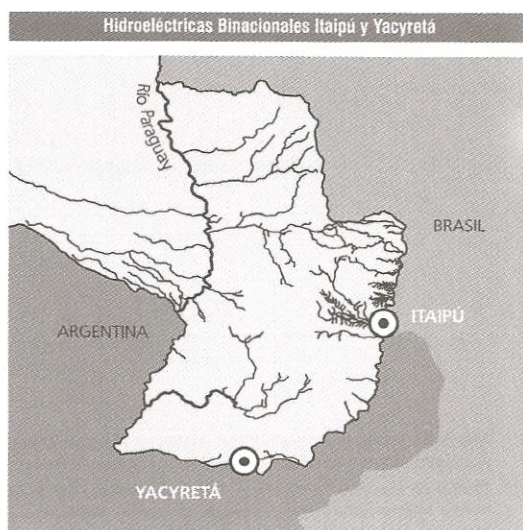 Hidroeléctricas Binacionales Itaipú y Yacyretá
Río Paraguay
BRASIL
ITAIPÚ
ARGENTINA
YACYRETÁ